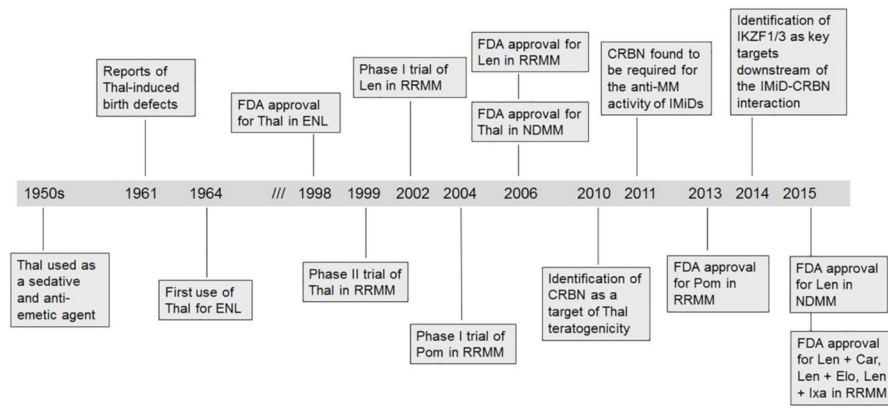 Reports of
Thal-induced
birth defects
FDA approval
for Thal in ENL
Phase I trial of
Len in RRMM
FDA approval for
Len in RRMM
FDA approval for
Thal in NDMM
CRBN found to
be required for
the anti-MM
activity of IMiDs
Identification of
IKZF1/3 as key
targets
downstream of
the IMiD-CRBN
interaction
1950s 1961 1964 /// 1998 1999 2002 2004 2006 2010 2011 2013 2014 2015
Thal used as
a sedative
and anti-
emetic agent
First use of
Thal for ENL
Phase II trial of
Thal in RRMM
Phase I trial of
Pom in RRMM
Identification of
CRBN as a
target of Thal
teratogenicity
FDA approval
for Pom in
RRMM
FDA approval
for Len in
NDMM
FDA approval
for Len + Car,
Len + Elo, Len
+ Ixa in RRMM